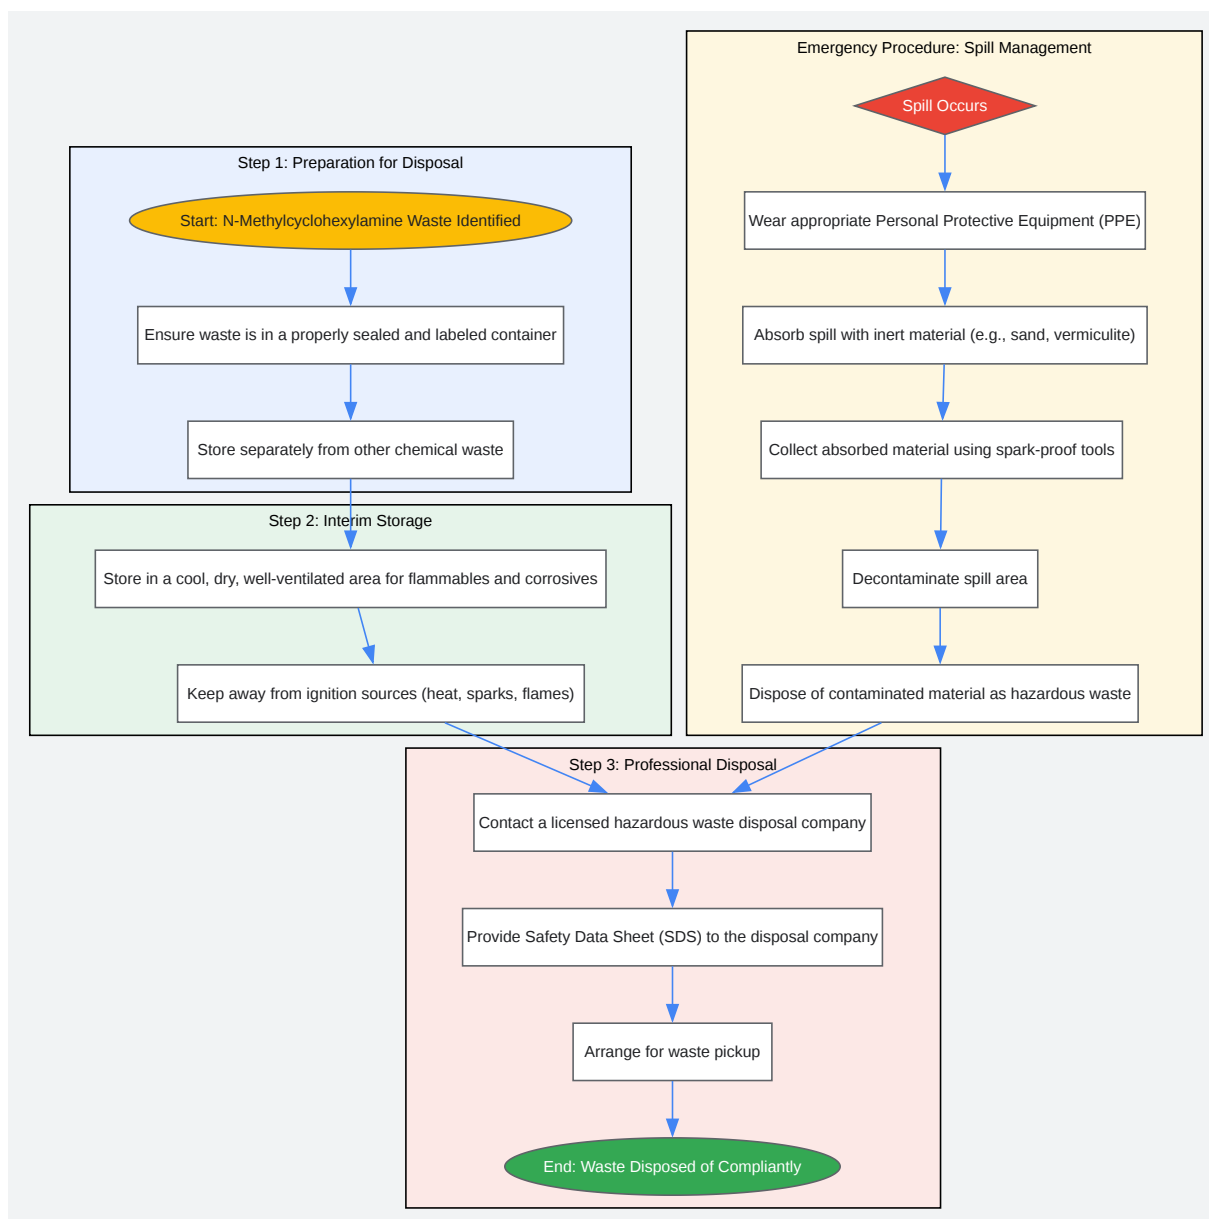 Step 1: Preparation for Disposal
Start: N-Methylcyclohexylamine Waste Identified
Ensure waste is in a properly sealed and labeled container
Store separately from other chemical waste
Step 2: Interim Storage
Store in a cool, dry, well-ventilated area for flammables and corrosives
Keep away from ignition sources (heat, sparks, flames)
Emergency Procedure: Spill Management
Spill Occurs
Wear appropriate Personal Protective Equipment (PPE)
Absorb spill with inert material (e.g., sand, vermiculite)
Collect absorbed material using spark-proof tools
Decontaminate spill area
Dispose of contaminated material as hazardous waste
Step 3: Professional Disposal
Contact a licensed hazardous waste disposal company
Provide Safety Data Sheet (SDS) to the disposal company
Arrange for waste pickup
End: Waste Disposed of Compliantly